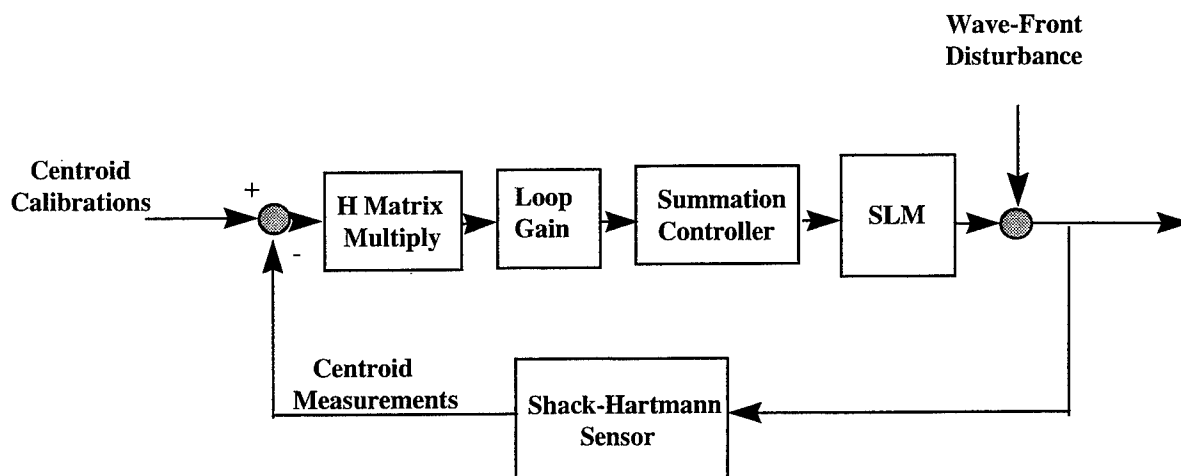 Wave-Front
Disturbance
Centroid
Calibrations
+
-
H Matrix
Multiply
Loop
Gain
Summation
Controller
SLM
Centroid
Measurements
Shack-Hartmann
Sensor